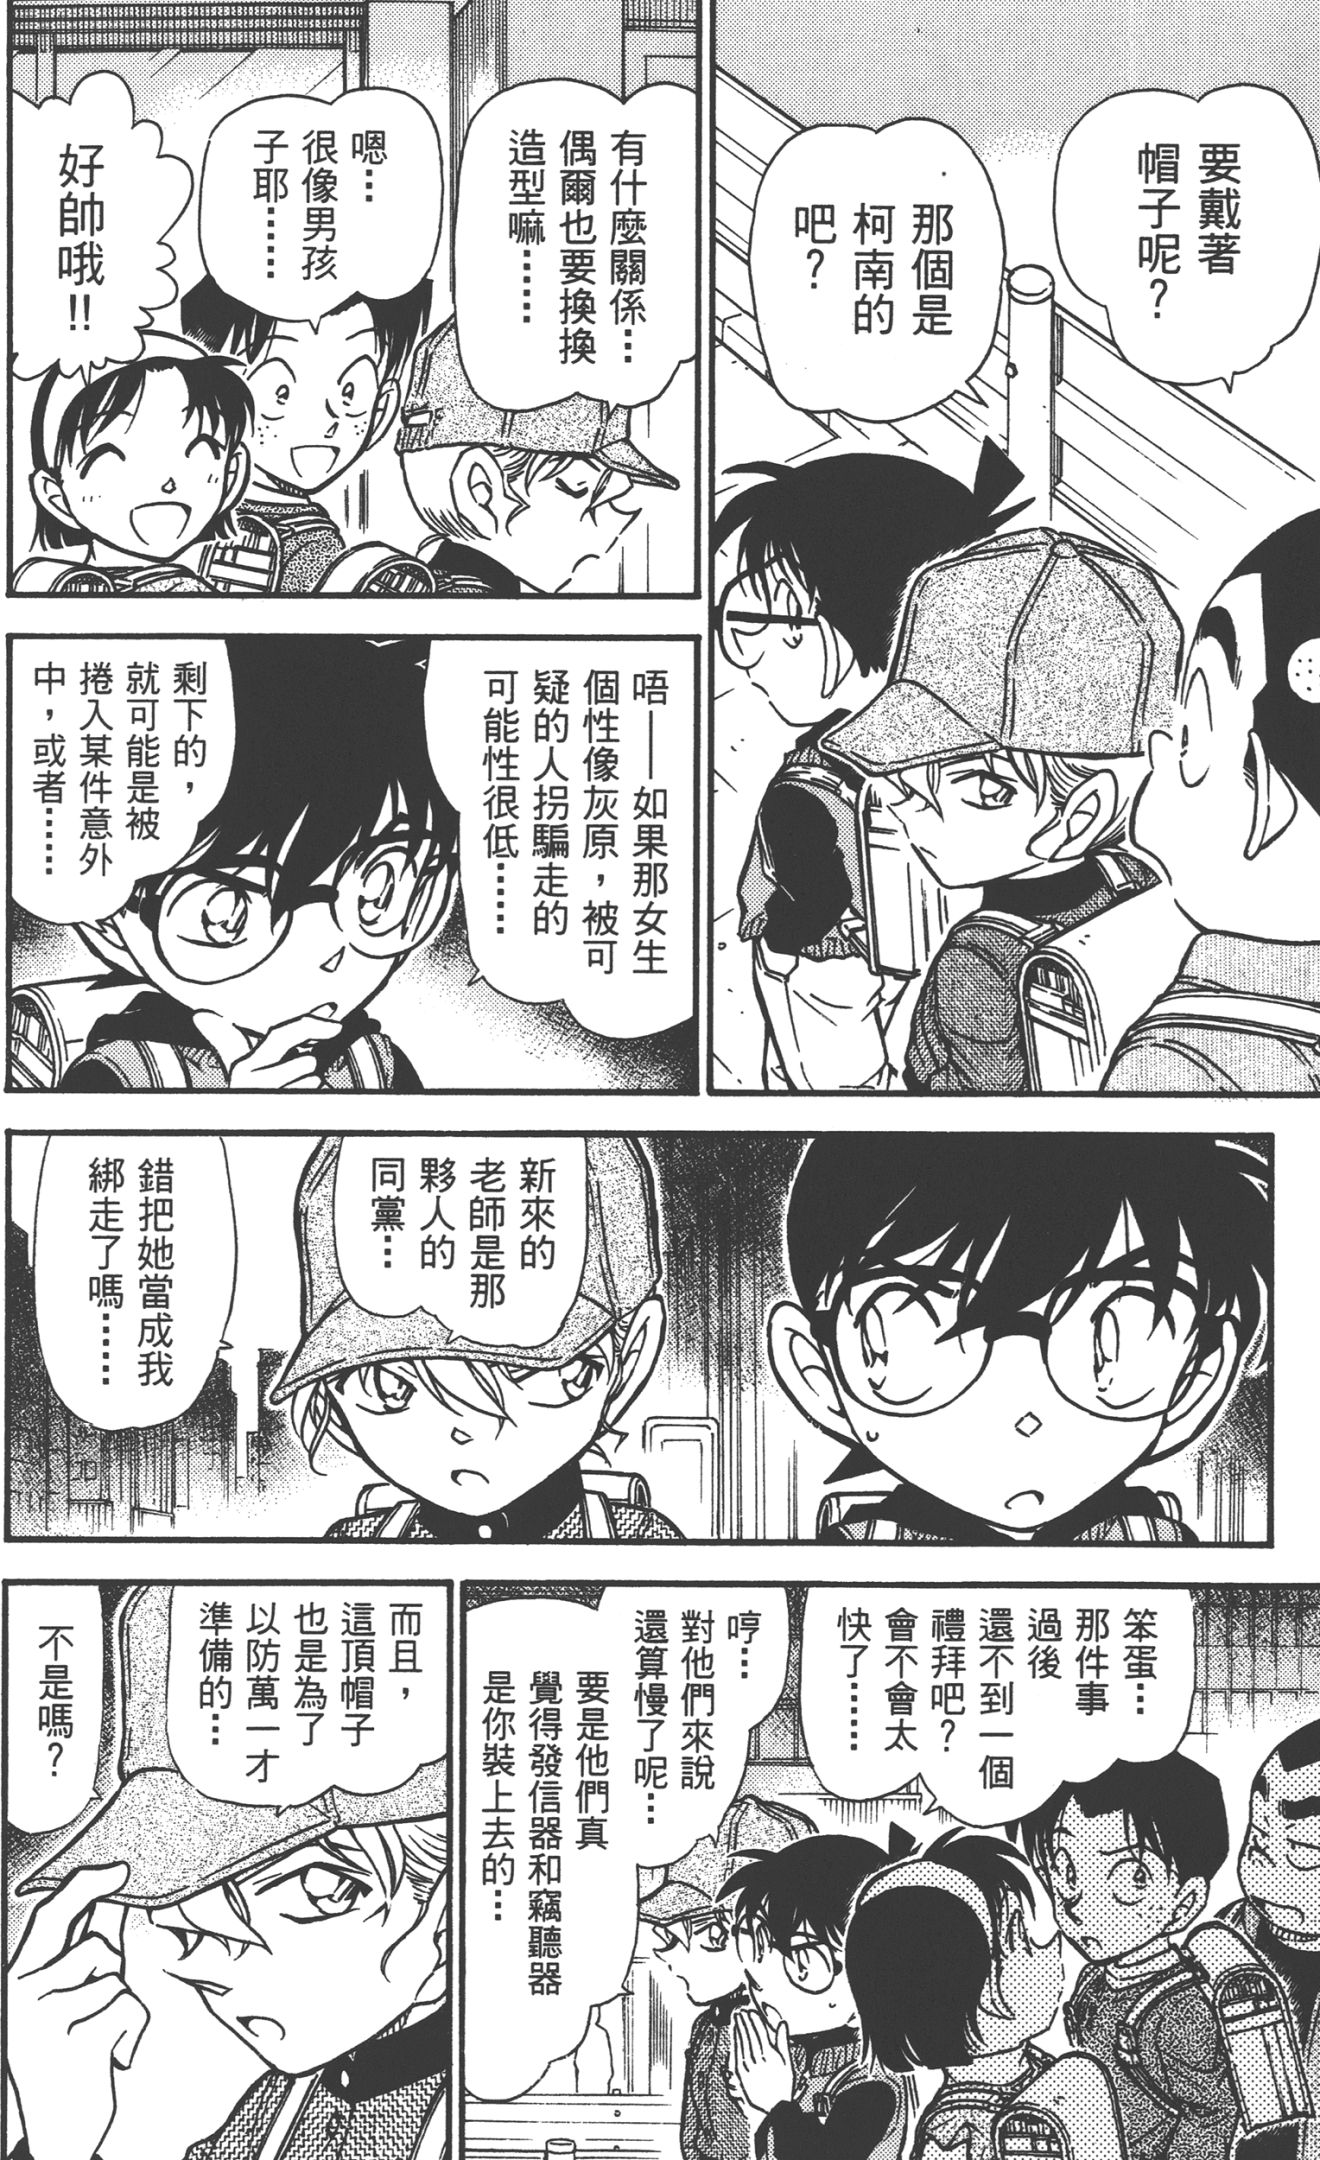 要戴著
帽子呢？
那個是
柯南的
吧？
有什麼關係…
偶爾也要換換
造型嘛……
嗯…
很像男孩
子耶……
好帥哦!!
唔——如果那女生
個性像灰原，被可
疑的人拐騙走的
可能性很低……
剩下的，
就可能是被
捲入某件意外
中，或者……
新來的
老師是那
夥人的
同黨…
錯把她當成我
綁走了嗎……
笨蛋…
那件事
過後
還不到一個
禮拜吧？
會不會太
快了……
哼…
對他們來說
還算慢了呢…
要是他們真
覺得發信器和竊聽器
是你裝上去的…
而且，
這頂帽子
也是為了
以防萬一才
準備的…
不是嗎？